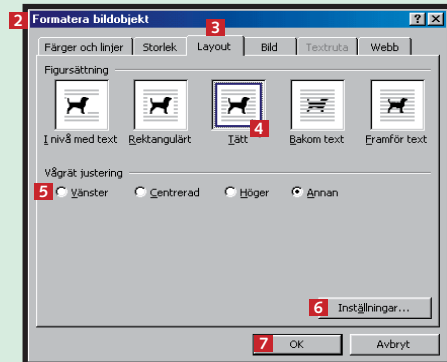 2 Formatera bildobjekt
3
Färger och linjer Storlek Layout Bild Textruta Webb
Figursättning
4
I nivå med text Rektangulärt Tätt Bakom text Framför text
Vågrät justering
5 Vänster Centrerad Höger Annan
6 Inställningar...
7 OK Avbryt